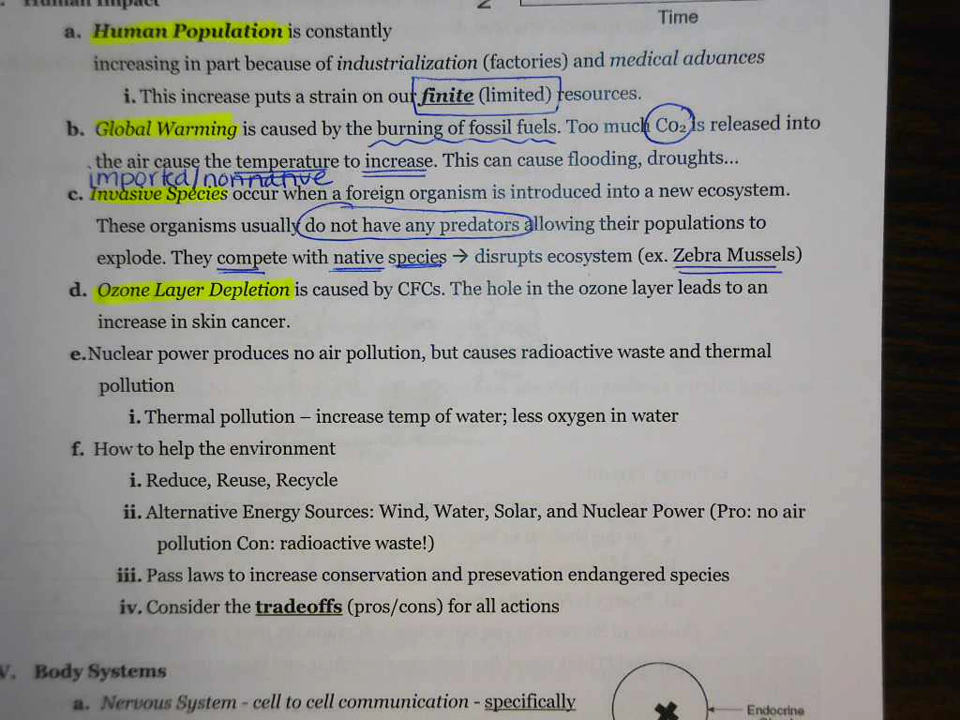 Human Impact
Time
a. Human Population is constantly
increasing in part because of industrialization (factories) and medical advances
i. This increase puts a strain on our finite (limited) resources.
b. Global Warming is caused by the burning of fossil fuels. Too much Co₂ is released into
the air cause the temperature to increase. This can cause flooding, droughts...
imported/nonnative
c. Invasive Species occur when a foreign organism is introduced into a new ecosystem.
These organisms usually do not have any predators allowing their populations to
explode. They compete with native species → disrupts ecosystem (ex. Zebra Mussels)
d. Ozone Layer Depletion is caused by CFCs. The hole in the ozone layer leads to an
increase in skin cancer.
e. Nuclear power produces no air pollution, but causes radioactive waste and thermal
pollution
i. Thermal pollution – increase temp of water; less oxygen in water
f. How to help the environment
i. Reduce, Reuse, Recycle
ii. Alternative Energy Sources: Wind, Water, Solar, and Nuclear Power (Pro: no air
pollution Con: radioactive waste!)
iii. Pass laws to increase conservation and presevation endangered species
iv. Consider the tradeoffs (pros/cons) for all actions
V. Body Systems
a. Nervous System - cell to cell communication - specifically
Endocrine